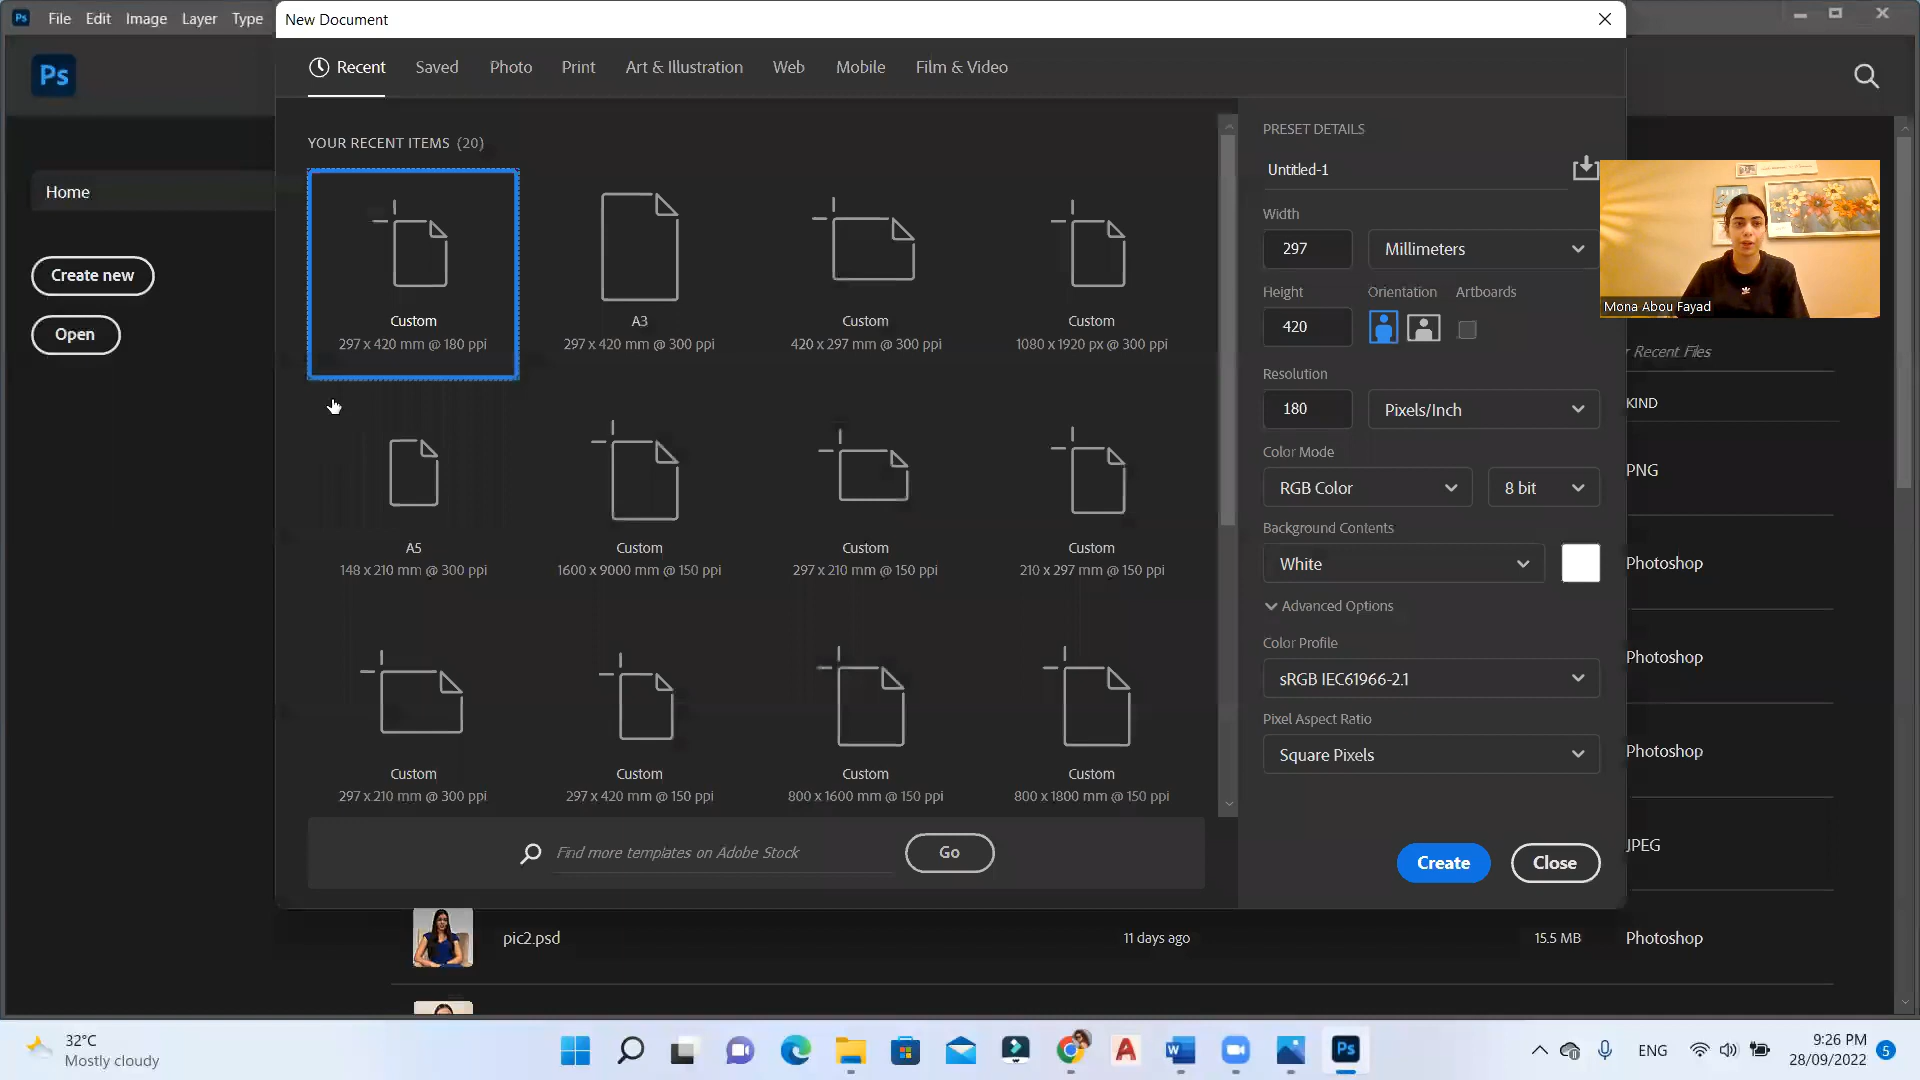 Ps File Edit Image Layer Type
New Document
Ps
Recent Saved Photo Print Art & Illustration Web Mobile Film & Video
Home
Create new
Open
YOUR RECENT ITEMS (20)
Custom
297 x 420 mm @ 180 ppi
A3
297 x 420 mm @ 300 ppi
Custom
420 x 297 mm @ 300 ppi
Custom
1080 x 1920 px @ 300 ppi
A5
148 x 210 mm @ 300 ppi
Custom
1600 x 9000 mm @ 150 ppi
Custom
297 x 210 mm @ 150 ppi
Custom
210 x 297 mm @ 150 ppi
Custom
297 x 210 mm @ 300 ppi
Custom
297 x 420 mm @ 150 ppi
Custom
800 x 1600 mm @ 150 ppi
Custom
800 x 1800 mm @ 150 ppi
Find more templates on Adobe Stock
Go
PRESET DETAILS
Untitled-1
Width
297 Millimeters
Height Orientation Artboards
420
Resolution
180 Pixels/Inch
Color Mode
RGB Color 8 bit
Background Contents
White
Advanced Options
Color Profile
sRGB IEC61966-2.1
Pixel Aspect Ratio
Square Pixels
Create Close
Mona Abou Fayad
r Recent Files
KIND
PNG
Photoshop
Photoshop
Photoshop
JPEG
pic2.psd 11 days ago 15.5 MB Photoshop
32°C
Mostly cloudy
W
Ps
ENG
9:26 PM
28/09/2022
5